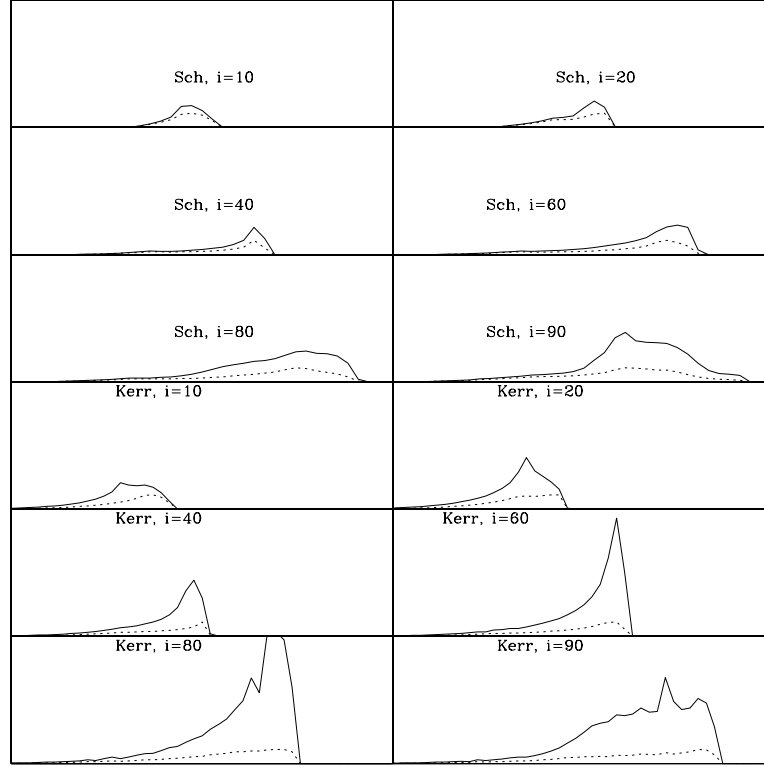 Sch, i=10
Sch, i=20
Sch, i=40
Sch, i=60
Sch, i=80
Sch, i=90
Kerr, i=10
Kerr, i=20
Kerr, i=40
Kerr, i=60
Kerr, i=80
Kerr, i=90